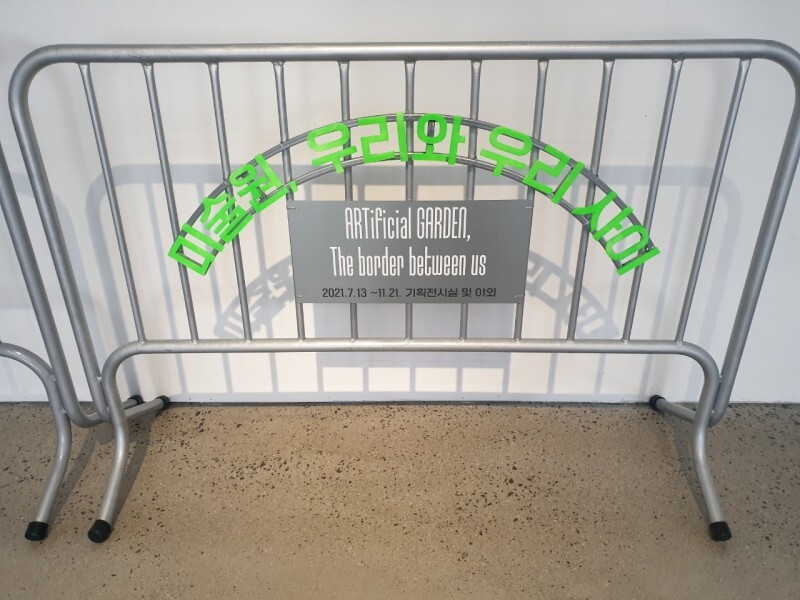 미술원, 우리와 우리 사이
ARTificial GARDEN,
The border between us
2021.7.13 ~11.21. 기획전시실 및 야외